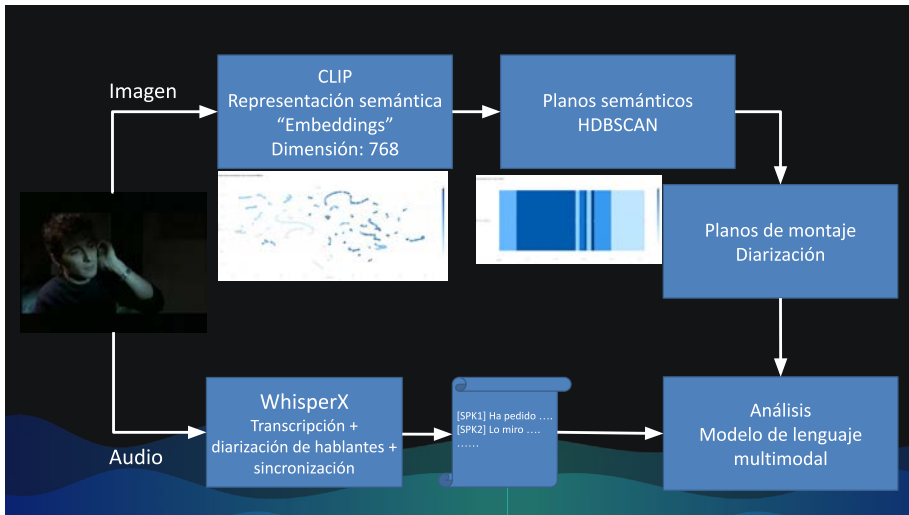 Imagen
CLIP
Representación semántica
“Embeddings”
Dimensión: 768
Planos semánticos
HDBSCAN
Planos de montaje
Diarización
WhisperX
Transcripción +
diarización de hablantes +
sincronización
Audio
[SPK1] Ha pedido ....
[SPK2] Lo miro ....
......
Análisis
Modelo de lenguaje
multimodal